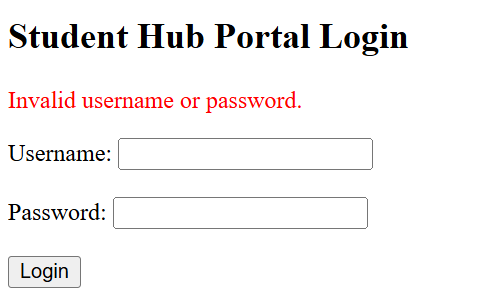 Student Hub Portal Login
Invalid username or password.
Username:
Password:
Login